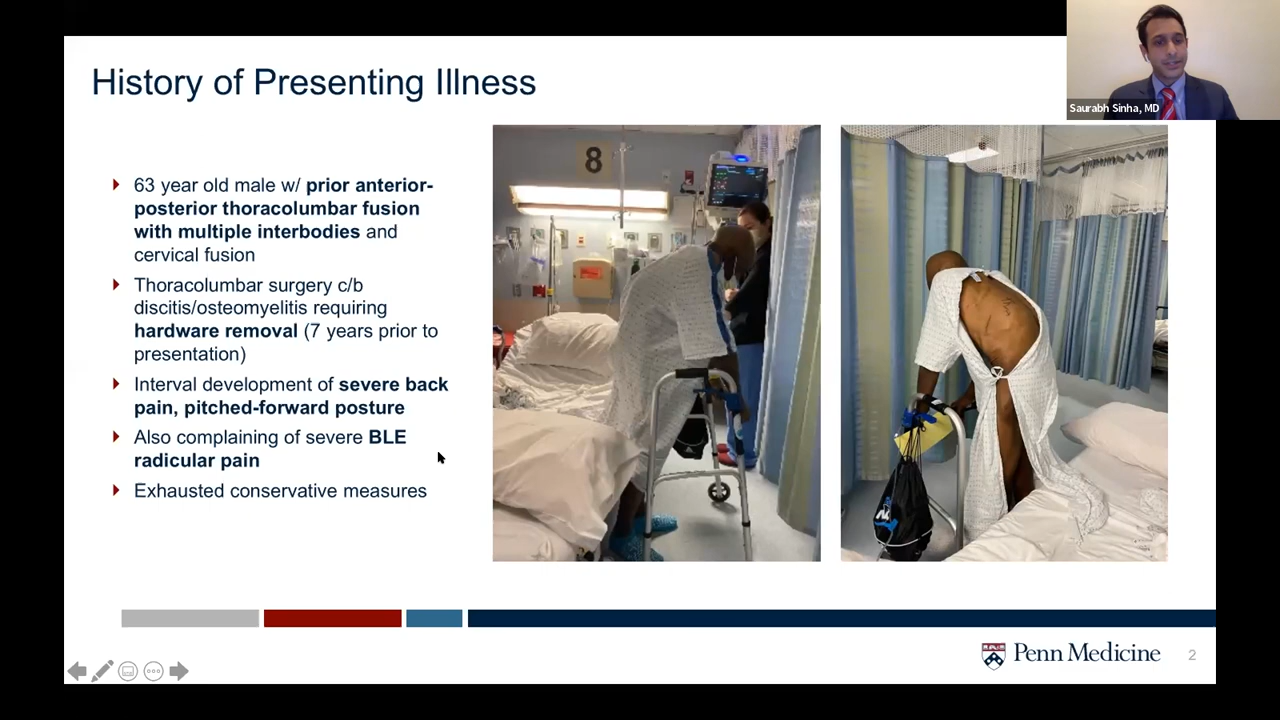 History of Presenting Illness
Saurabh Sinha, MD
63 year old male w/ prior anterior-
posterior thoracolumbar fusion
with multiple interbodies and
cervical fusion
Thoracolumbar surgery c/b
discitis/osteomyelitis requiring
hardware removal (7 years prior to
presentation)
Interval development of severe back
pain, pitched-forward posture
Also complaining of severe BLE
radicular pain
Exhausted conservative measures
8
Penn Medicine
2